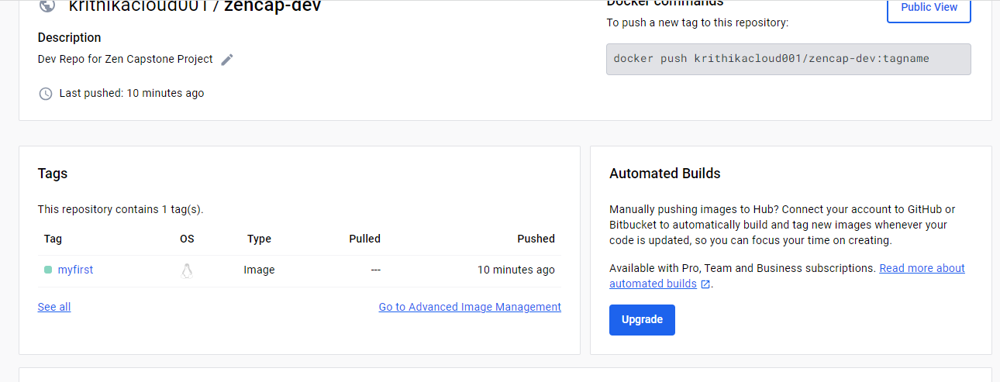 krithikacloud001 / zencap-dev
Description
Dev Repo for Zen Capstone Project
Last pushed: 10 minutes ago
Docker commands
To push a new tag to this repository:
Public View
docker push krithikacloud001/zencap-dev:tagname
Tags
This repository contains 1 tag(s).
Tag OS Type Pulled Pushed
myfirst Image --- 10 minutes ago
See all Go to Advanced Image Management
Automated Builds
Manually pushing images to Hub? Connect your account to GitHub or
Bitbucket to automatically build and tag new images whenever your
code is updated, so you can focus your time on creating.
Available with Pro, Team and Business subscriptions. Read more about
automated builds .
Upgrade